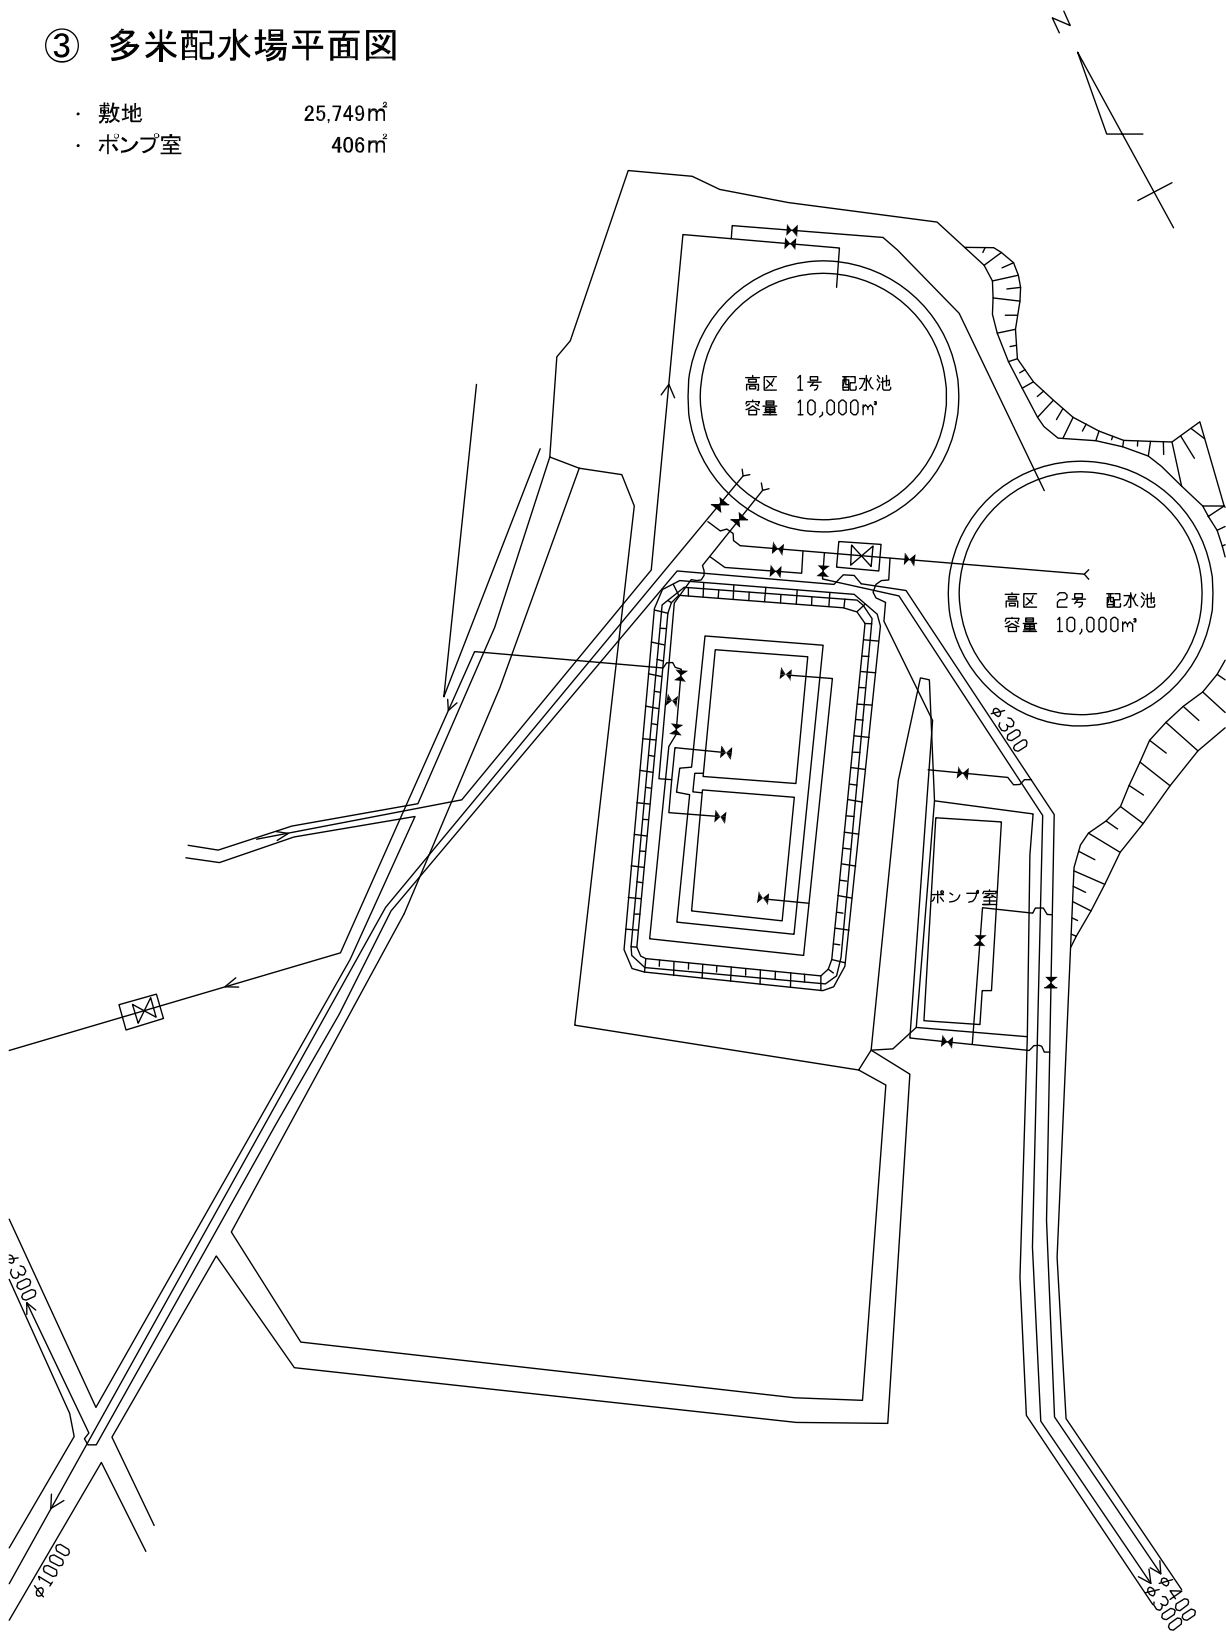 ③ 多米配水場平面図
・ 敷地 25,749㎡
・ ポンプ室 406㎡
N
高区 1号 配水池
容量 10,000㎥
高区 2号 配水池
容量 10,000㎥
φ300
ポンプ室
φ300
φ1000
φ400
φ300